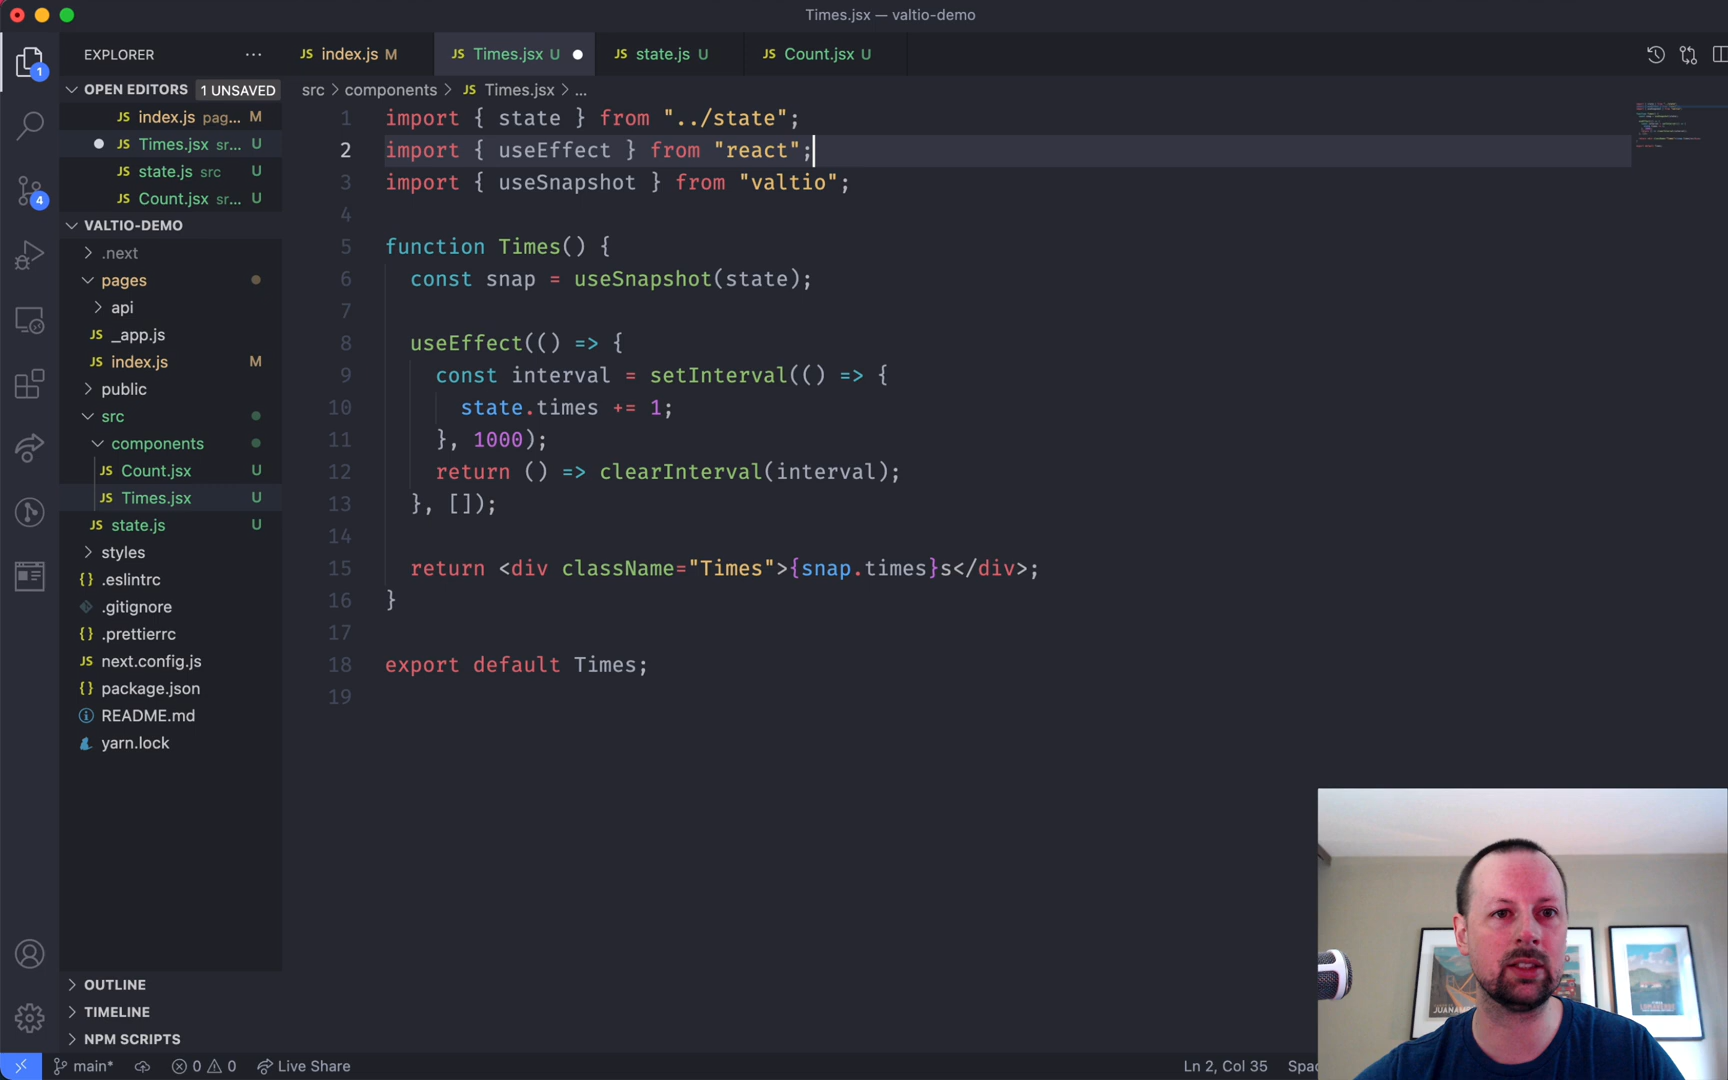 Times.jsx — valtio-demo
EXPLORER
JS index.js M
JS Times.jsx U
JS state.js U
JS Count.jsx U
OPEN EDITORS 1 UNSAVED
JS index.js pag... M
JS Times.jsx sr... U
JS state.js src U
JS Count.jsx sr... U
VALTIO-DEMO
.next
pages
api
JS _app.js
JS index.js M
public
src
components
JS Count.jsx U
JS Times.jsx U
JS state.js U
styles
{} .eslintrc
.gitignore
{} .prettierrc
JS next.config.js
{} package.json
README.md
yarn.lock
OUTLINE
TIMELINE
NPM SCRIPTS
1
4
src > components > JS Times.jsx > ...
1 import { state } from "../state";
2 import { useEffect } from "react";
3 import { useSnapshot } from "valtio";
4
5 function Times() {
6 const snap = useSnapshot(state);
7
8 useEffect(() => {
9 const interval = setInterval(() => {
10 state.times += 1;
11 }, 1000);
12 return () => clearInterval(interval);
13 }, []);
14
15 return <div className="Times">{snap.times}s</div>;
16 }
17
18 export default Times;
19
main* 0 0 Live Share
Ln 2, Col 35 Spac